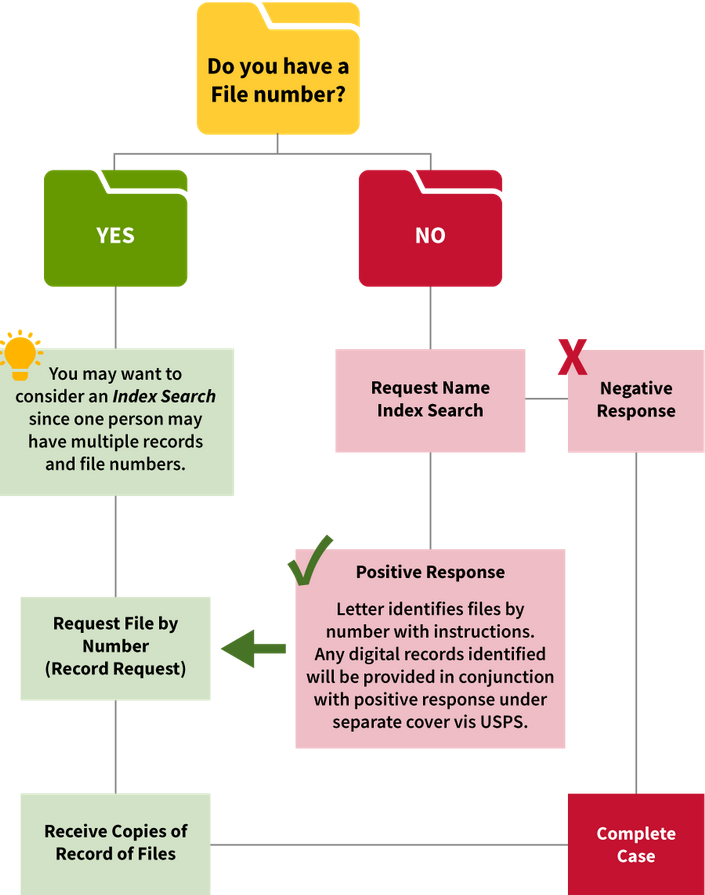 Do you have a
File number?
YES
NO
You may want to
consider an Index Search
since one person may
have multiple records
and file numbers.
Request Name
Index Search
X
Negative
Response
Positive Response
Letter identifies files by
number with instructions.
Any digital records identified
will be provided in conjunction
with positive response under
separate cover vis USPS.
Request File by
Number
(Record Request)
Receive Copies of
Record of Files
Complete
Case